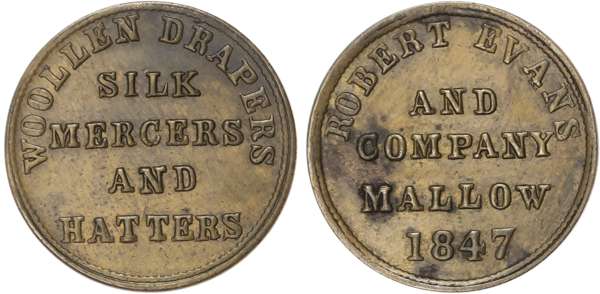 WOOLLEN DRAPERS
SILK
MERCERS
AND
HATTERS
ROBERT EVANS
AND
COMPANY
MALLOW
1847